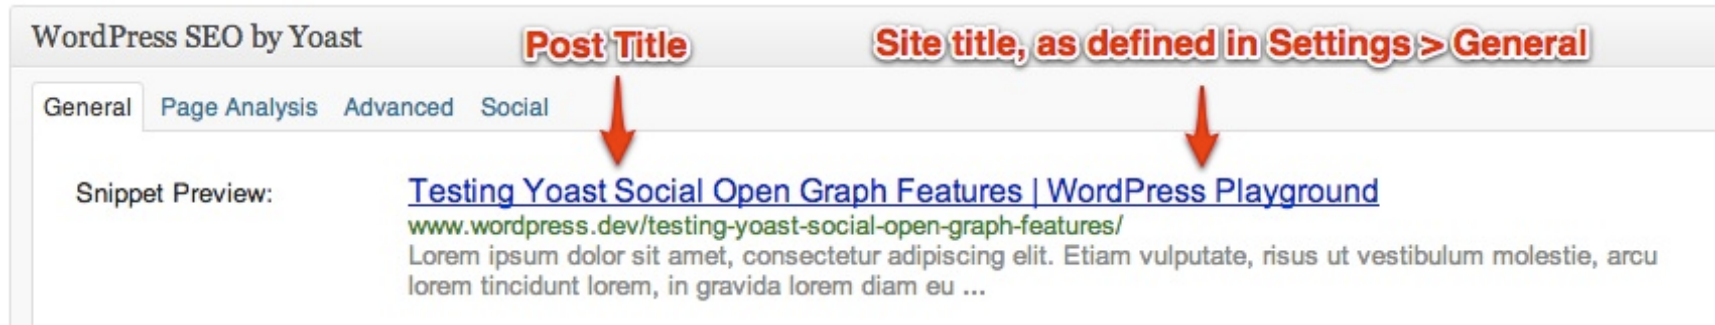 WordPress SEO by Yoast
Post Title
Site title, as defined in Settings > General
General Page Analysis Advanced Social
Snippet Preview:
Testing Yoast Social Open Graph Features | WordPress Playground
www.wordpress.dev/testing-yoast-social-open-graph-features/
Lorem ipsum dolor sit amet, consectetur adipiscing elit. Etiam vulputate, risus ut vestibulum molestie, arcu
lorem tincidunt lorem, in gravida lorem diam eu ...